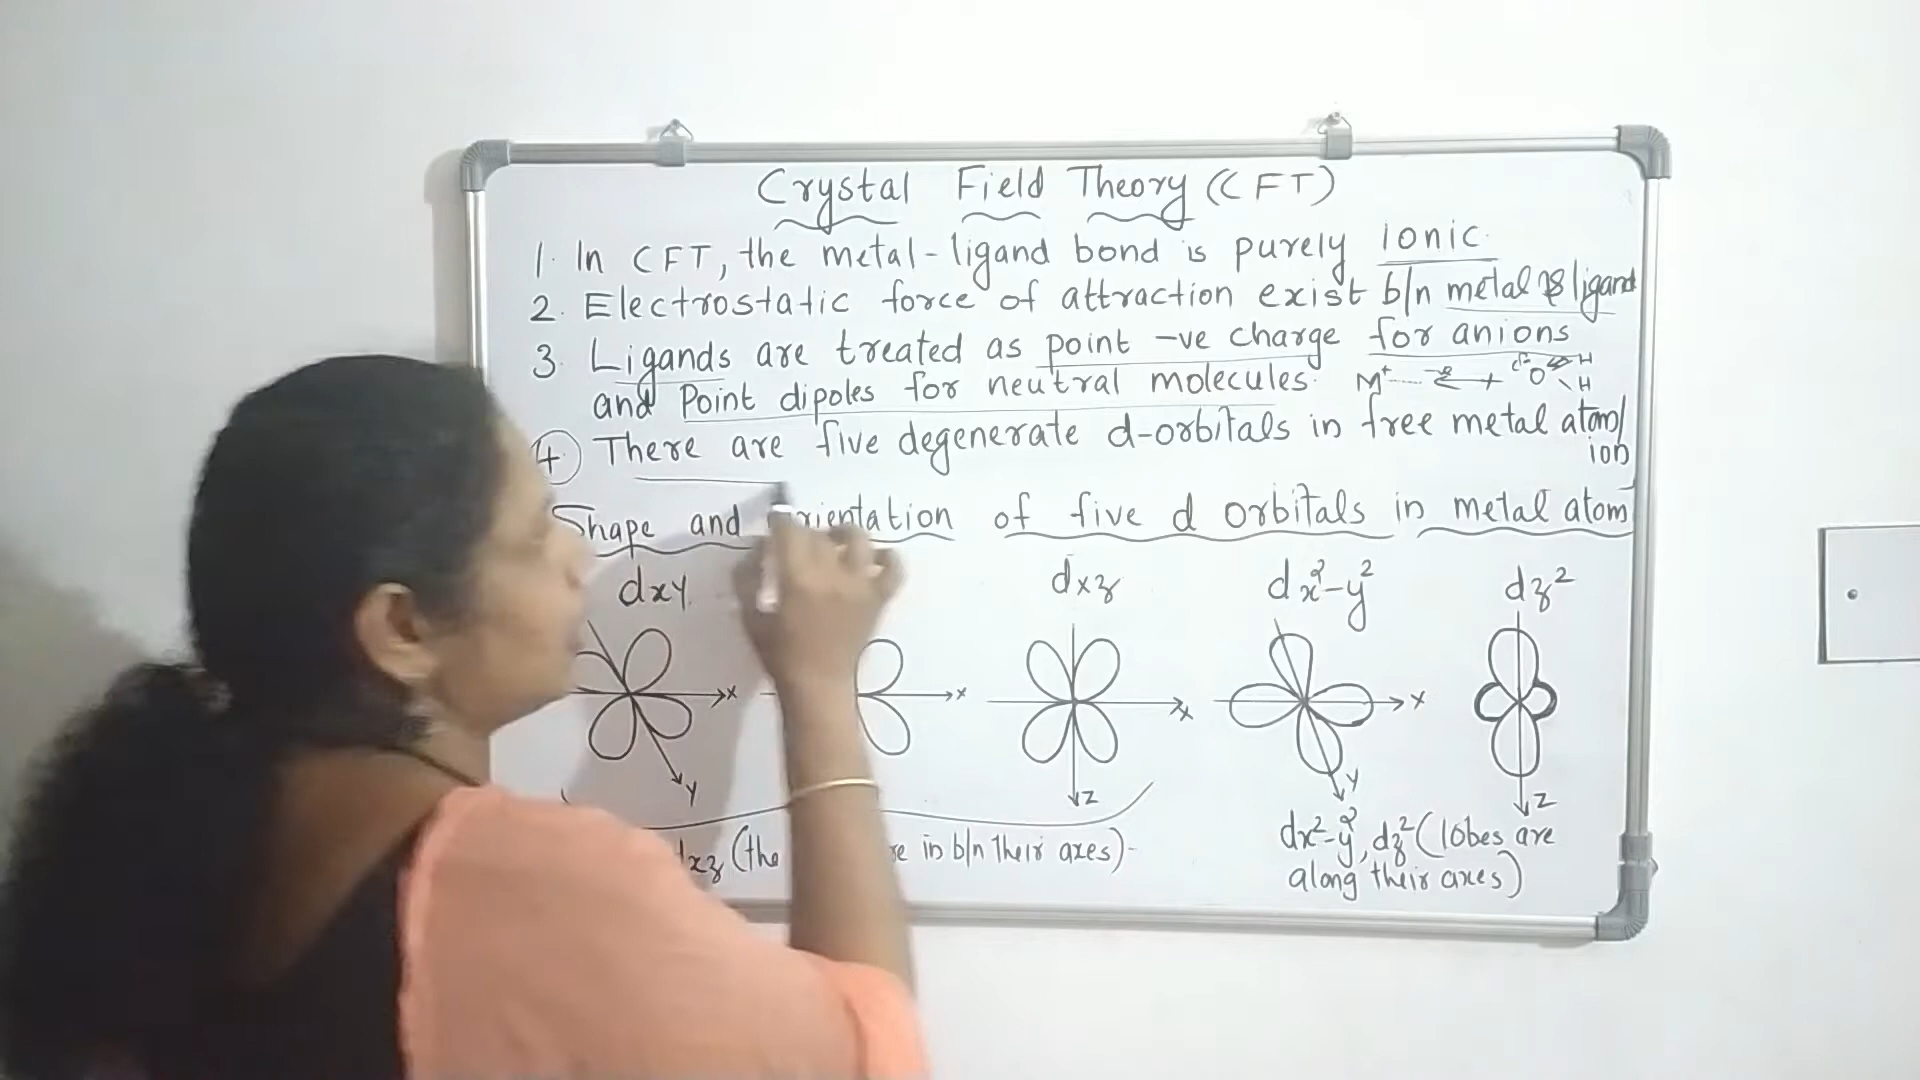 Crystal Field Theory (CFT)
1. In CFT, the metal-ligand bond is purely ionic.
2. Electrostatic force of attraction exist b/n metal & ligand
3. Ligands are treated as point -ve charge for anions
and Point dipoles for neutral molecules. M+ O H
H
4 There are five degenerate d-orbitals in free metal atom/
ion
Shape and orientation of five d orbitals in metal atom
dxy dxz dx²-y² dz²
x x x x
y z y z
dxz (the in b/n their axes)-
dx²-y², dz² (lobes are
along their axes)